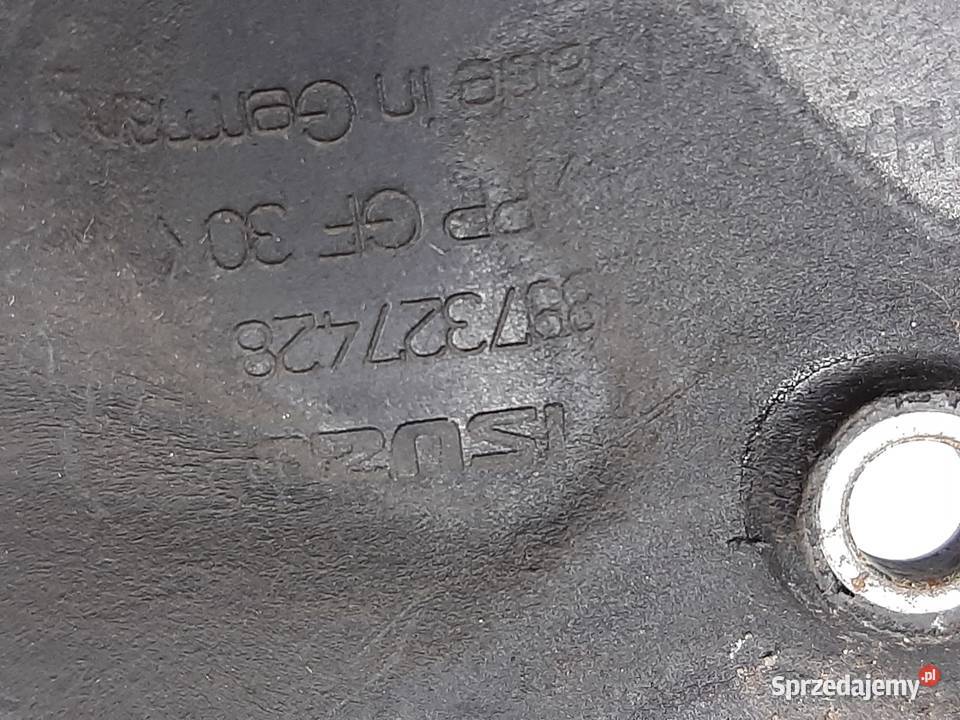 ISUZU
897327428
>PP GF 30<
Made in Germany
Sprzedajemy.pl